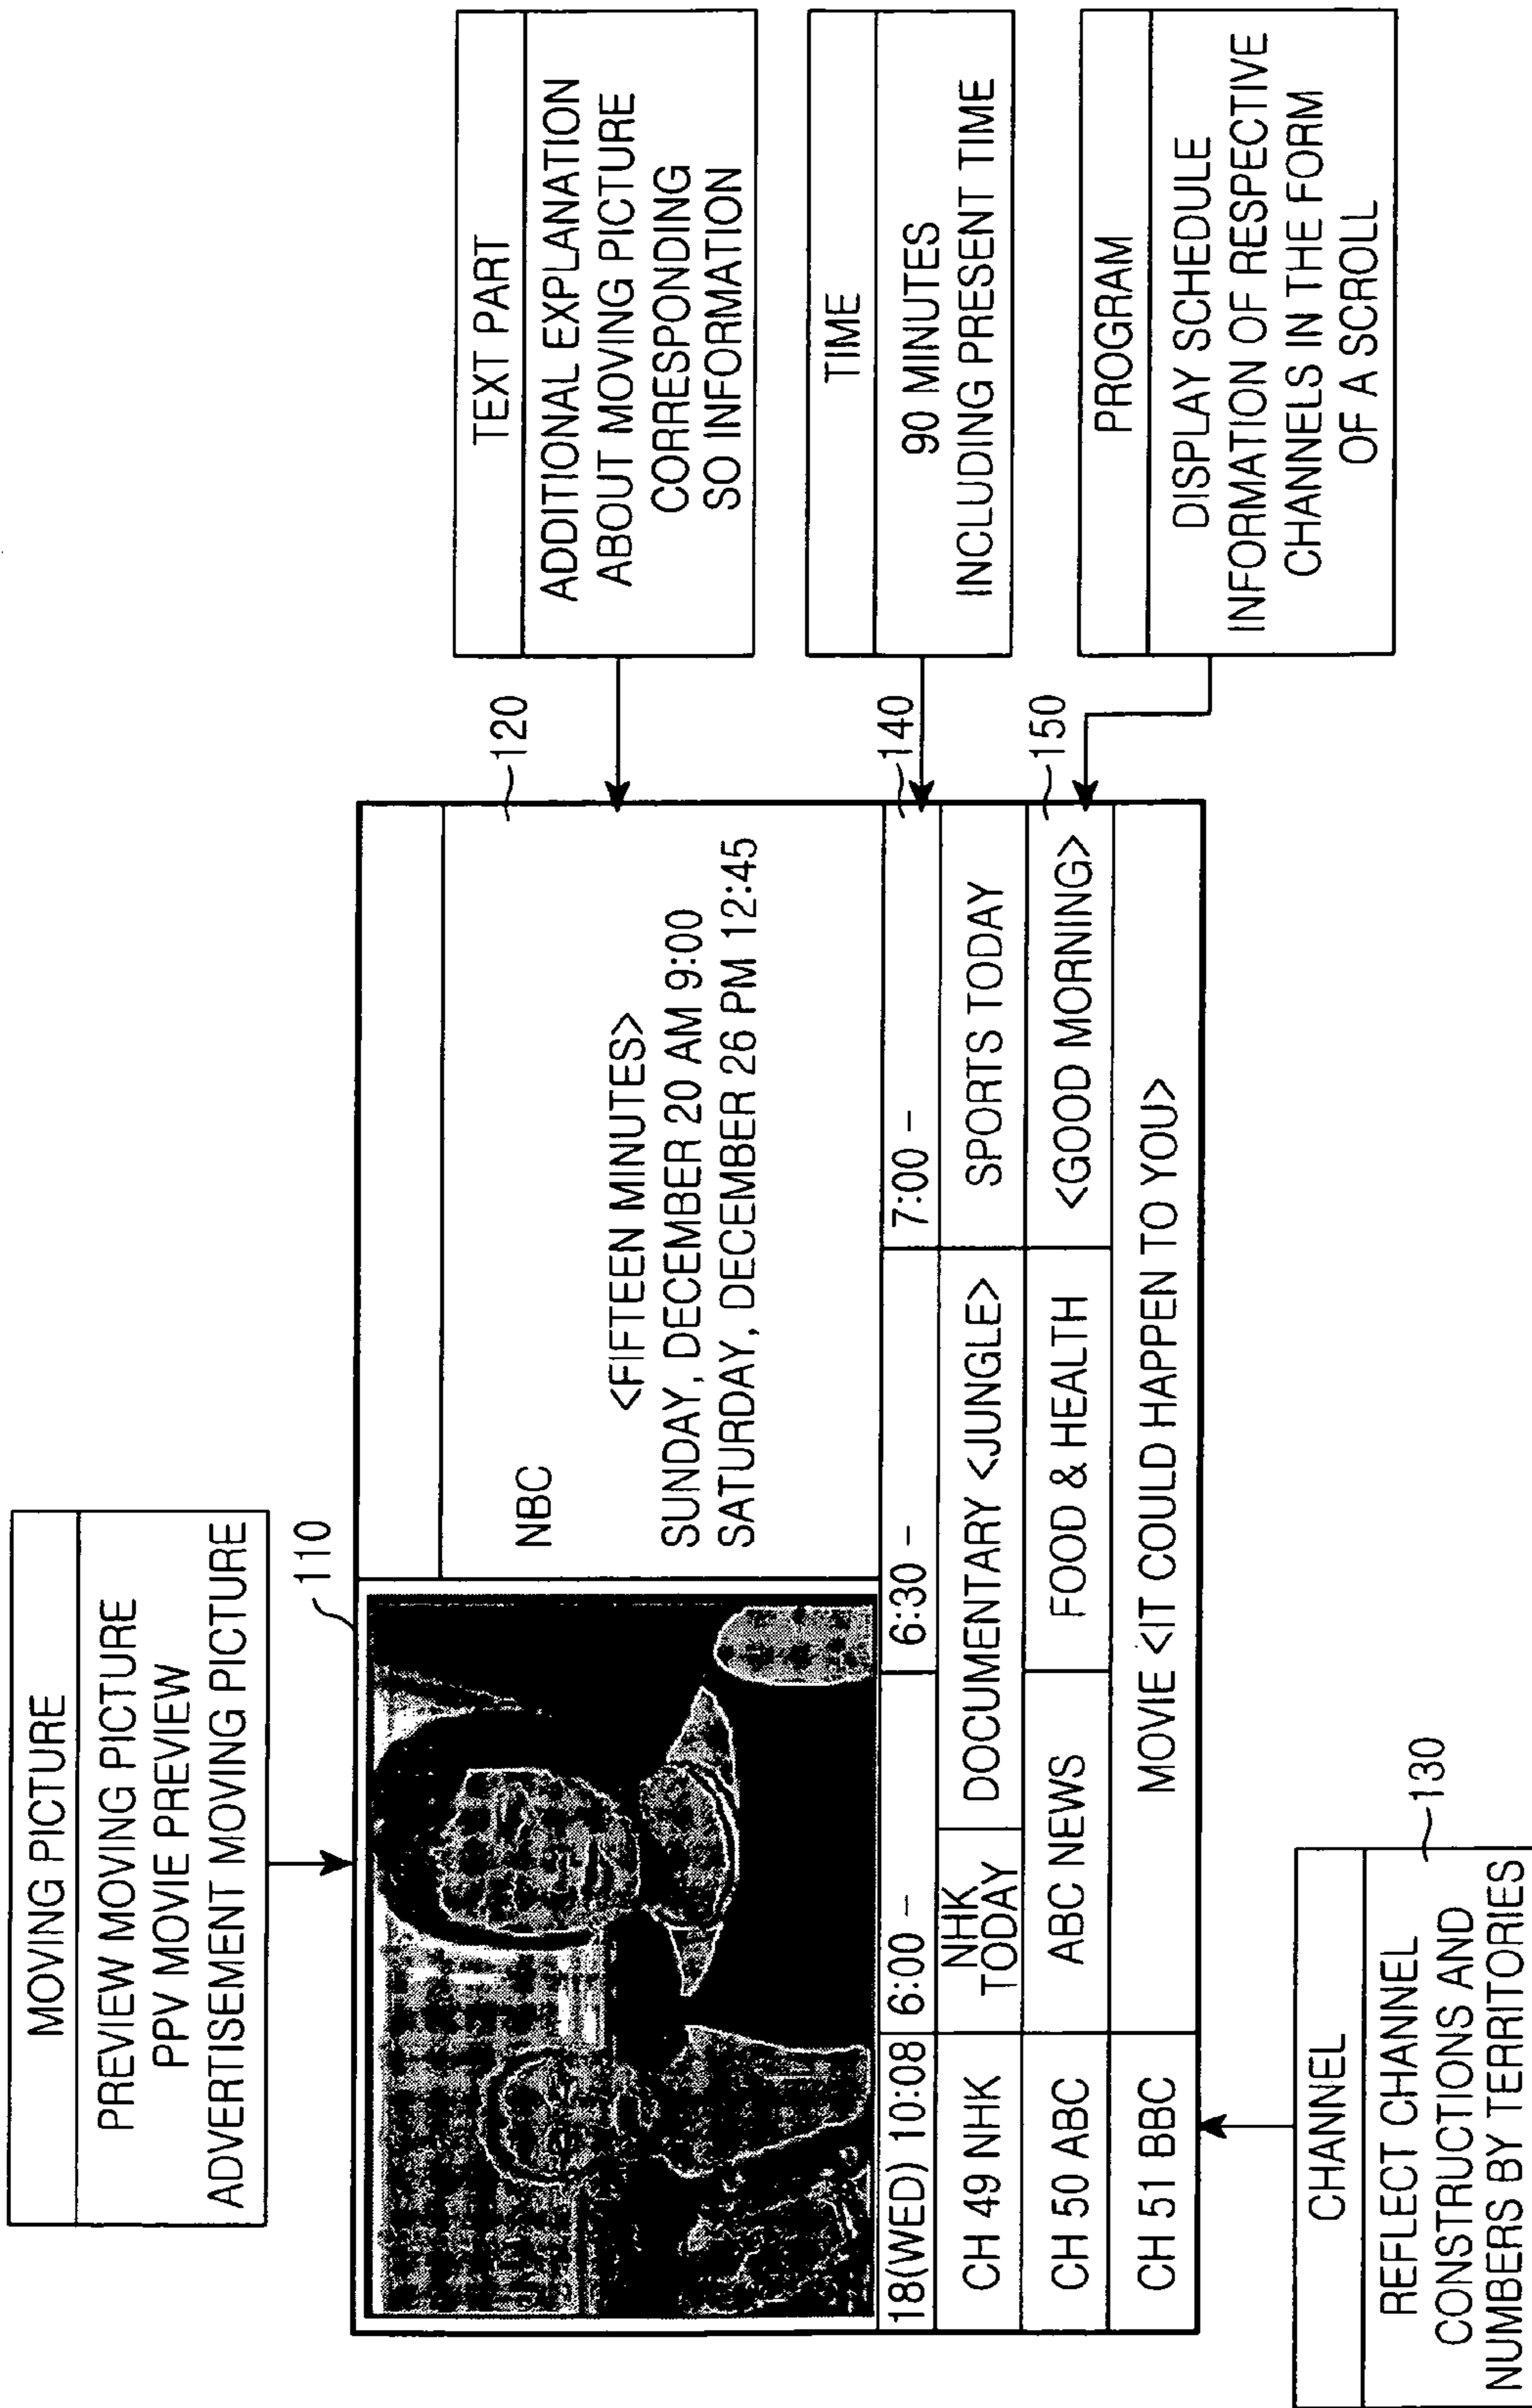 MOVING PICTURE
PREVIEW MOVING PICTURE
PPV MOVIE PREVIEW
ADVERTISEMENT MOVING PICTURE
110
NBC
<FIFTEEN MINUTES>
SUNDAY, DECEMBER 20 AM 9:00
SATURDAY, DECEMBER 26 PM 12:45
120
TEXT PART
ADDITIONAL EXPLANATION
ABOUT MOVING PICTURE
CORRESPONDING
SO INFORMATION
18(WED) 10:08 6:00 – 6:30 – 7:00 –
140
TIME
90 MINUTES
INCLUDING PRESENT TIME
CH 49 NHK NHK TODAY DOCUMENTARY <JUNGLE> SPORTS TODAY
CH 50 ABC ABC NEWS FOOD & HEALTH <GOOD MORNING>
CH 51 BBC MOVIE <IT COULD HAPPEN TO YOU>
150
PROGRAM
DISPLAY SCHEDULE
INFORMATION OF RESPECTIVE
CHANNELS IN THE FORM
OF A SCROLL
CHANNEL
REFLECT CHANNEL
CONSTRUCTIONS AND
NUMBERS BY TERRITORIES
130